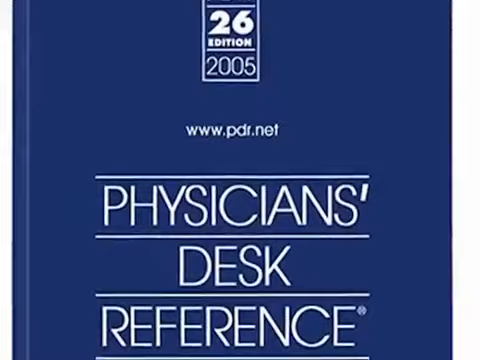 26
EDITION
2005
www.pdr.net
PHYSICIANS'
DESK
REFERENCE®